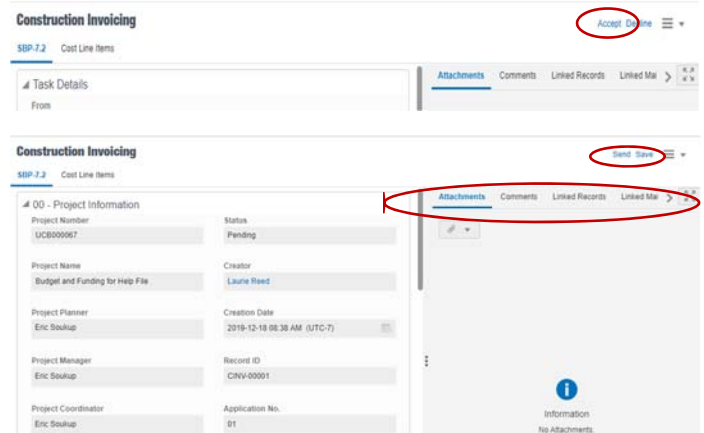 Construction Invoicing
Accept Decline
SBP-7.2 Cost Line Items
Task Details
From
Attachments Comments Linked Records Linked Mai
Construction Invoicing
Send Save
SBP-7.2 Cost Line Items
00 - Project Information
Attachments Comments Linked Records Linked Mai
Project Number Status
UCB000067 Pending
Project Name Creator
Budget and Funding for Help File Laurie Reed
Project Planner Creation Date
Eric Soukup 2019-12-18 08:38 AM (UTC-7)
Project Manager Record ID
Eric Soukup CINV-00001
Project Coordinator Application No.
Eric Soukup 01
Information
No Attachments